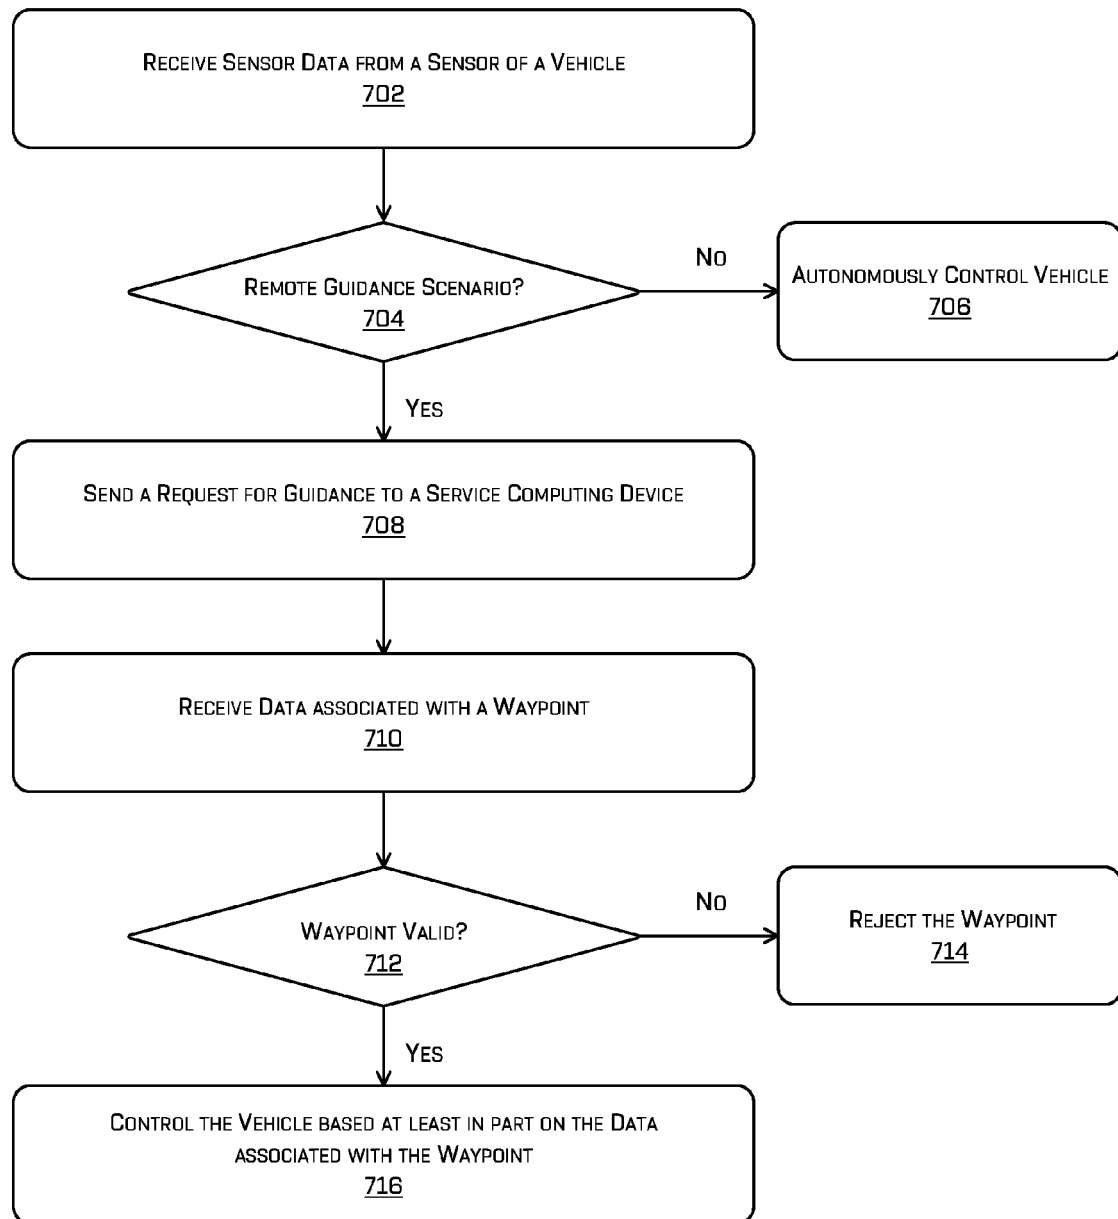 Receive Sensor Data from a Sensor of a Vehicle
702
Remote Guidance Scenario?
704
No
Autonomously Control Vehicle
706
Yes
Send a Request for Guidance to a Service Computing Device
708
Receive Data associated with a Waypoint
710
Waypoint Valid?
712
No
Reject the Waypoint
714
Yes
Control the Vehicle based at least in part on the Data
associated with the Waypoint
716